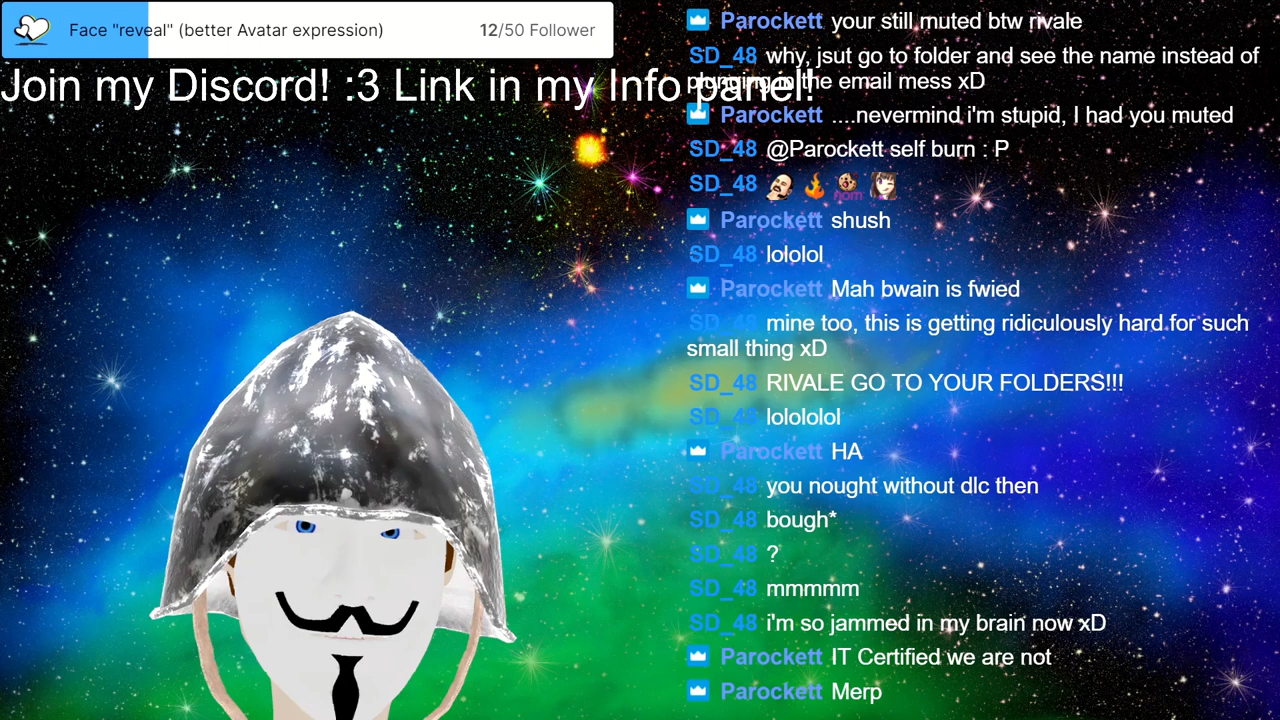 Face "reveal" (better Avatar expression) 12/50 Follower
Join my Discord! :3 Link in my Info panel!
Parockett your still muted btw rivale
SD_48 why, jsut go to folder and see the name instead of
plunging in the email mess xD
Parockett ....nevermind i'm stupid, I had you muted
SD_48 @Parockett self burn : P
SD_48 nom
Parockett shush
SD_48 lololol
Parockett Mah bwain is fwied
SD_48 mine too, this is getting ridiculously hard for such
small thing xD
SD_48 RIVALE GO TO YOUR FOLDERS!!!
SD_48 lolololol
Parockett HA
SD_48 you nought without dlc then
SD_48 bough*
SD_48 ?
SD_48 mmmmm
SD_48 i'm so jammed in my brain now xD
Parockett IT Certified we are not
Parockett Merp